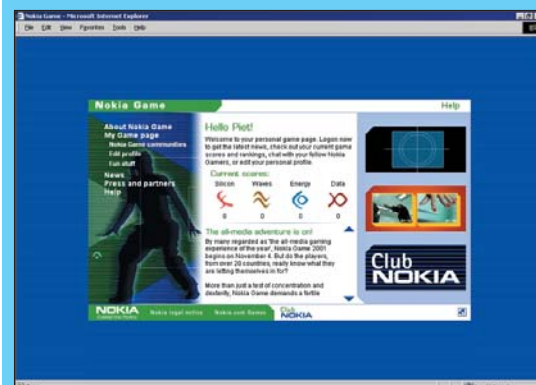 Nokia Game - Microsoft Internet Explorer
File Edit View Favorites Tools Help
Nokia Game
Help
About Nokia Game
My Game page
Nokia Game communities
Edit profile
Fun stuff
News
Press and partners
Help
Hello Piet!
Welcome to your personal game page. Logon now
to get the latest news, check out your current game
scores and rankings, chat with your fellow Nokia
Gamers, or edit your personal profile.
Current scores:
Silicon Waves Energy Data
0 0 0 0
The all-media adventure is on!
By many regarded as 'the all-media gaming
experience of the year', Nokia Game 2001
begins on November 4. But do the players,
from over 20 countries, really know what they
are letting themselves in for?
More than just a test of concentration and
dexterity, Nokia Game demands a fertile
Club
NOKIA
NOKIA
CONNECTING PEOPLE
Nokia legal notice
Nokia.com Games
Club
NOKIA